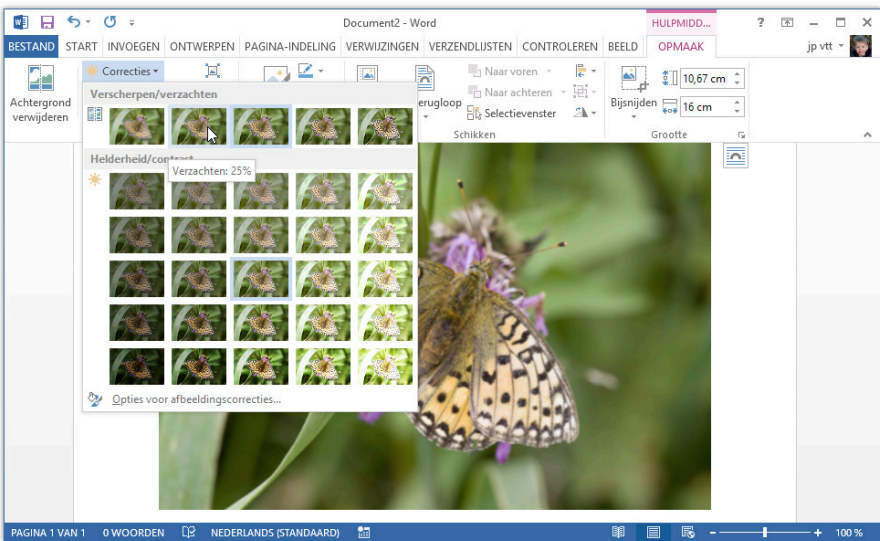 Document2 - Word
HULPMIDD...
BESTAND START INVOEGEN ONTWERPEN PAGINA-INDELING VERWIJZINGEN VERZENDLIJSTEN CONTROLEREN BEELD OPMAAK jp vtt
Correcties
Achtergrond verwijderen
Verscherpen/verzachten
Verzachten: 25%
Helderheid/contrast
Opties voor afbeeldingscorrecties...
erugloop
Naar voren
Naar achteren
Selectievenster
Schikken
Bijsnijden
10,67 cm
16 cm
Grootte
PAGINA 1 VAN 1 0 WOORDEN NEDERLANDS (STANDAARD) 100 %